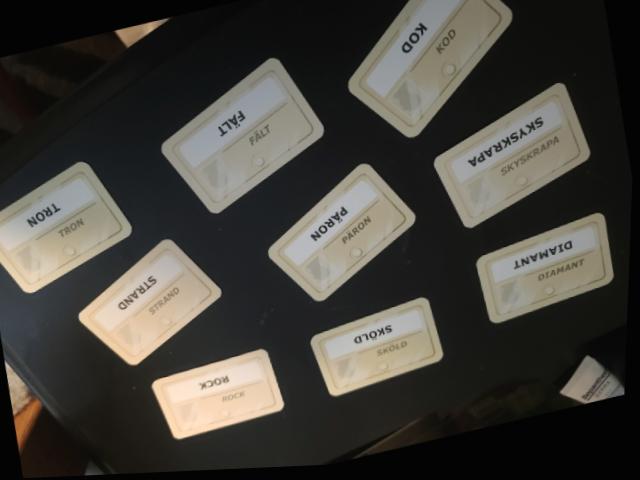 KOD
KOD
FÄLT
FÄLT
SKYSKRAPA
SKYSKRAPA
TRON
TRON
PÄRON
PÄRON
DIAMANT
DIAMANT
STRAND
STRAND
SKÖLD
SKÖLD
ROCK
ROCK